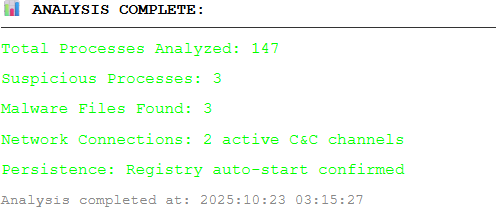 ANALYSIS COMPLETE:
Total Processes Analyzed: 147
Suspicious Processes: 3
Malware Files Found: 3
Network Connections: 2 active C&C channels
Persistence: Registry auto-start confirmed
Analysis completed at: 2025:10:23 03:15:27